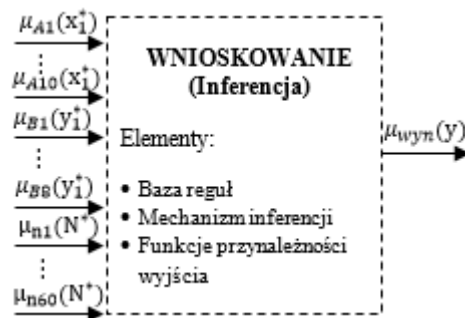 μA1(x₁*)
⋮
μA10(x₁*)
μB1(y₁*)
⋮
μB8(y₁*)
μn1(N*)
⋮
μn60(N*)
WNIOSKOWANIE
(Inferencja)
Elementy:
• Baza reguł
• Mechanizm inferencji
• Funkcje przynależności
wyjścia
μwyn(y)